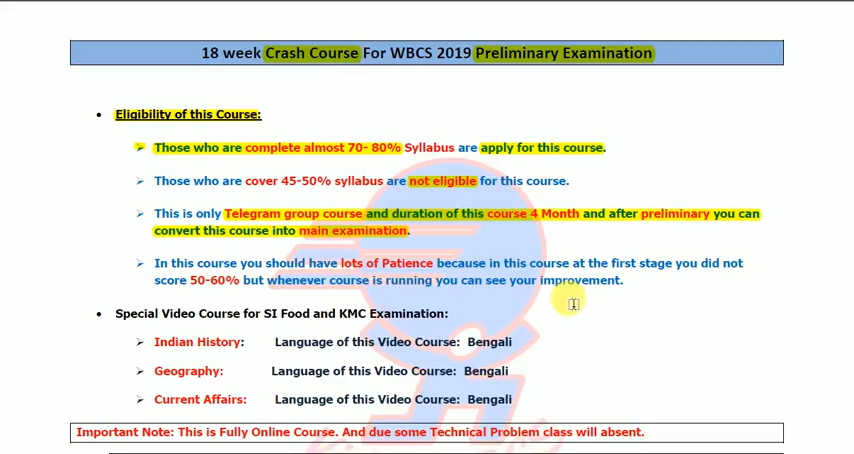 18 week Crash Course For WBCS 2019 Preliminary Examination
• Eligibility of this Course:
➢ Those who are complete almost 70- 80% Syllabus are apply for this course.
➢ Those who are cover 45-50% syllabus are not eligible for this course.
➢ This is only Telegram group course and duration of this course 4 Month and after preliminary you can
convert this course into main examination.
➢ In this course you should have lots of Patience because in this course at the first stage you did not
score 50-60% but whenever course is running you can see your improvement.
• Special Video Course for SI Food and KMC Examination:
➢ Indian History: Language of this Video Course: Bengali
➢ Geography: Language of this Video Course: Bengali
➢ Current Affairs: Language of this Video Course: Bengali
Important Note: This is Fully Online Course. And due some Technical Problem class will absent.